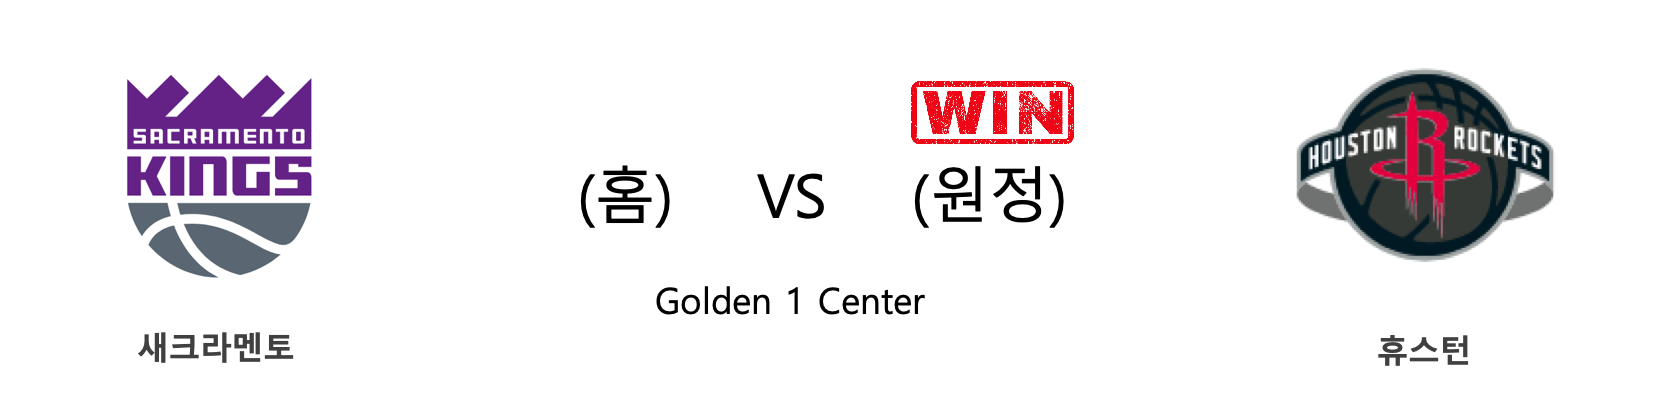 SACRAMENTO
KINGS
WIN
(홈) VS (원정)
HOUSTON R ROCKETS
Golden 1 Center
새크라멘토
휴스턴